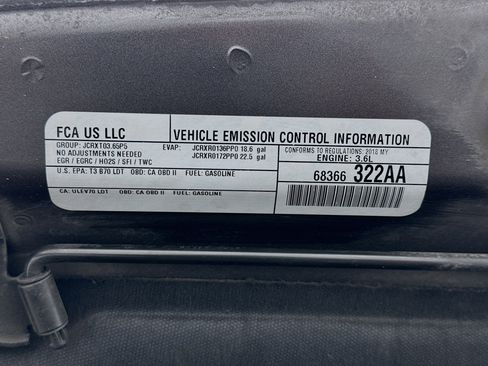 FCA US LLC
VEHICLE EMISSION CONTROL INFORMATION
GROUP: JCRXT03.65P5
EVAP: JCRXR0136PP0 18.6 gal
CONFORMS TO REGULATIONS: 2018 MY
NO ADJUSTMENTS NEEDED
JCRXR0172PP0 22.5 gal
ENGINE: 3.6L
EGR / EGRC / HO2S / SFI / TWC
U.S. EPA: T3 B70 LDT OBD: CA OBD II FUEL: GASOLINE
68366 322AA
CA: ULEV70 LDT OBD: CA OBD II FUEL: GASOLINE